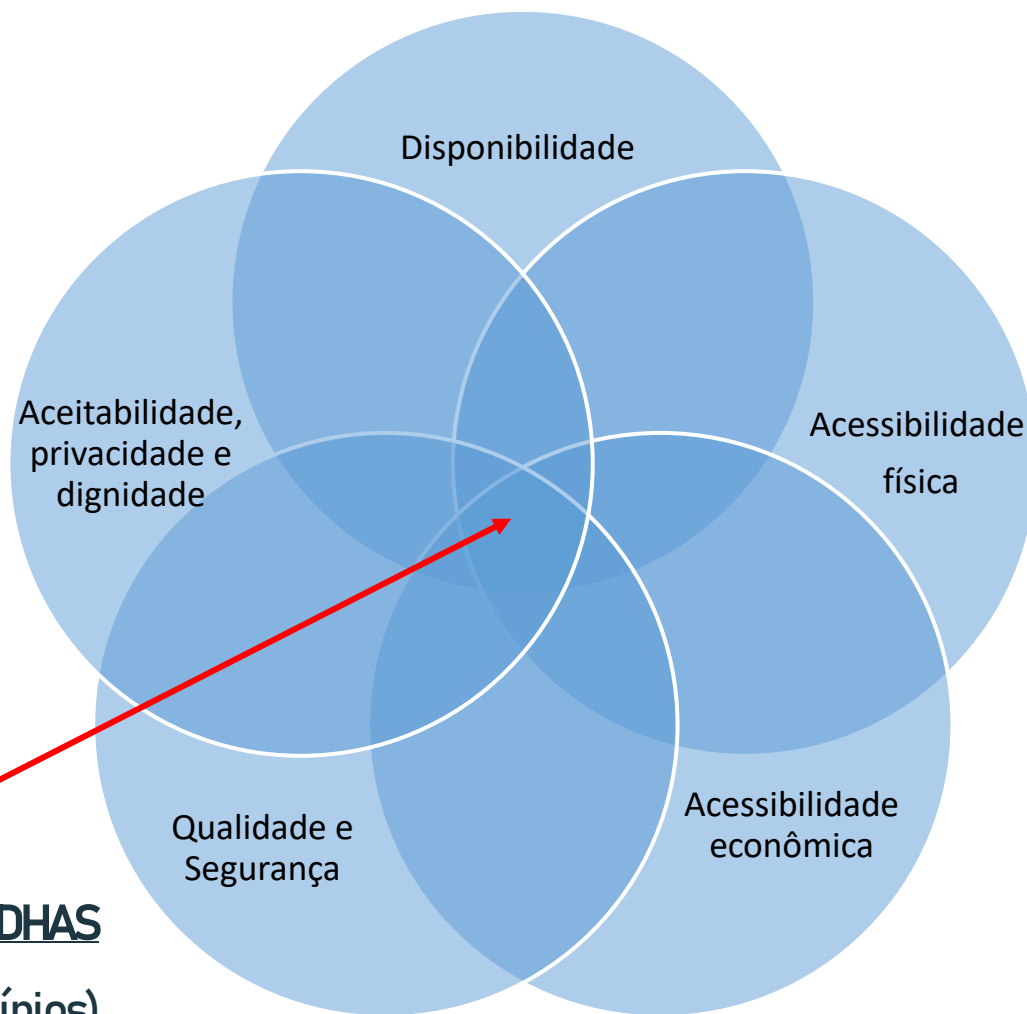 Disponibilidade
Aceitabilidade,
privacidade e
dignidade
Acessibilidade
física
Qualidade e
Segurança
Acessibilidade
econômica
DHAS